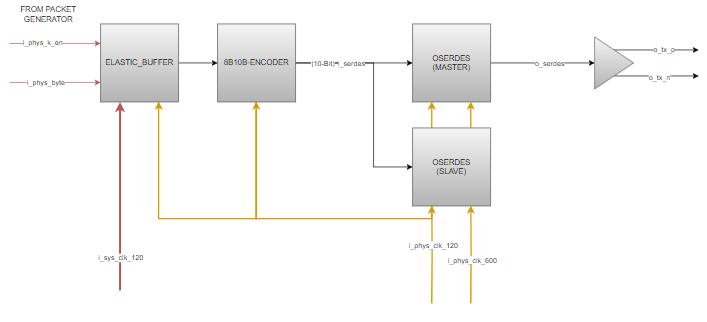 FROM PACKET
GENERATOR
i_phys_k_en
i_phys_byte
ELASTIC_BUFFER
8B10B-ENCODER
(10-Bit) i_serdes
OSERDES
(MASTER)
o_serdes
o_tx_p
o_tx_n
OSERDES
(SLAVE)
i_sys_clk_120
i_phys_clk_120
i_phys_clk_600